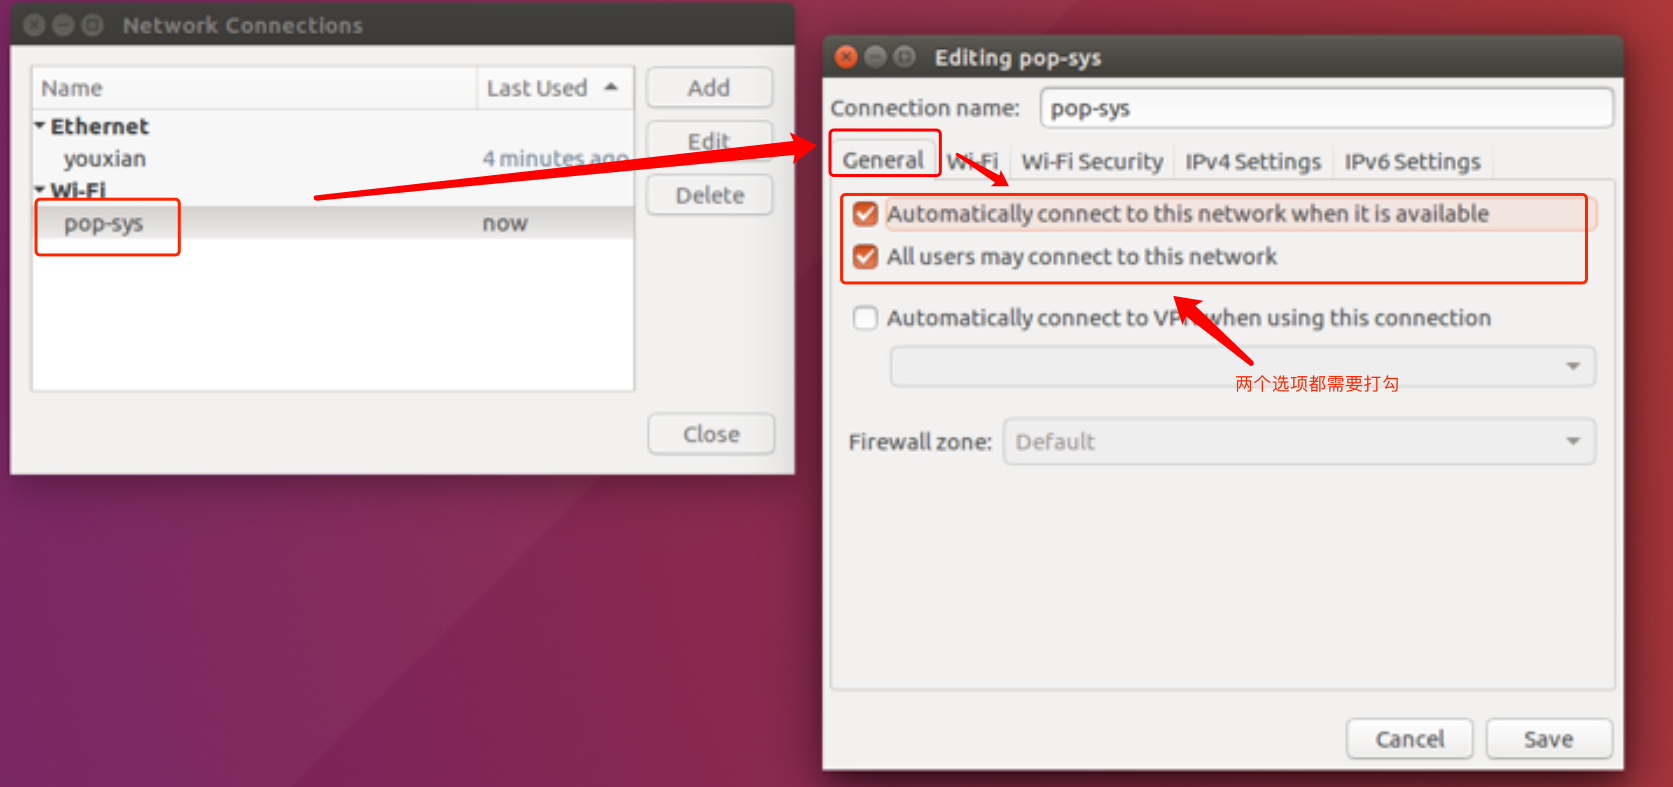 Network Connections
Name
Last Used
Ethernet
youxian
4 minutes ago
Wi-Fi
pop-sys
now
Add
Edit
Delete
Close
Editing pop-sys
Connection name:
pop-sys
General
Wi-Fi
Wi-Fi Security
IPv4 Settings
IPv6 Settings
Automatically connect to this network when it is available
All users may connect to this network
Automatically connect to VPN when using this connection
两个选项都需要打勾
Firewall zone:
Default
Cancel
Save